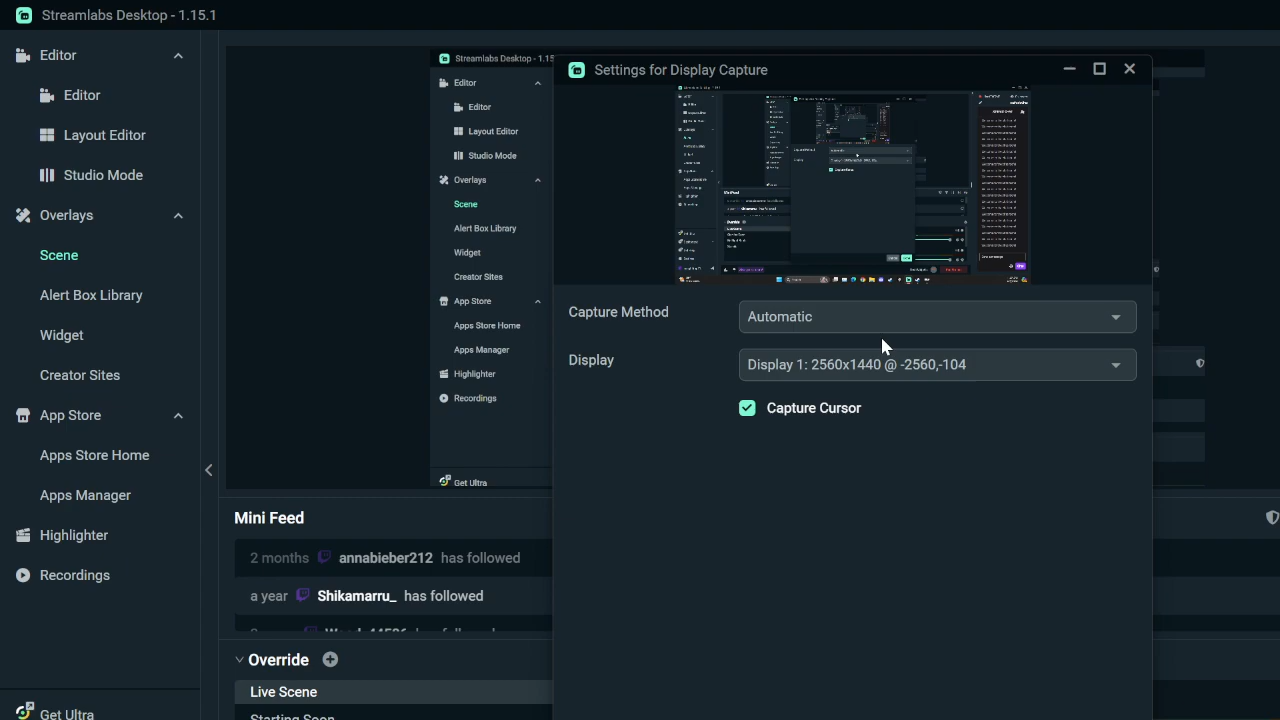 Streamlabs Desktop - 1.15.1
Editor
Editor
Layout Editor
Studio Mode
Overlays
Scene
Alert Box Library
Widget
Creator Sites
App Store
Apps Store Home
Apps Manager
Highlighter
Recordings
Get Ultra
Streamlabs Desktop - 1.15
Editor
Editor
Layout Editor
Studio Mode
Overlays
Scene
Alert Box Library
Widget
Creator Sites
App Store
Apps Store Home
Apps Manager
Highlighter
Recordings
Get Ultra
Settings for Display Capture
Capture Method
Automatic
Display
Display 1: 2560x1440 @ -2560,-104
Capture Cursor
Mini Feed
2 months annabieber212 has followed
a year Shikamarru_ has followed
Override
Live Scene
Starting Soon